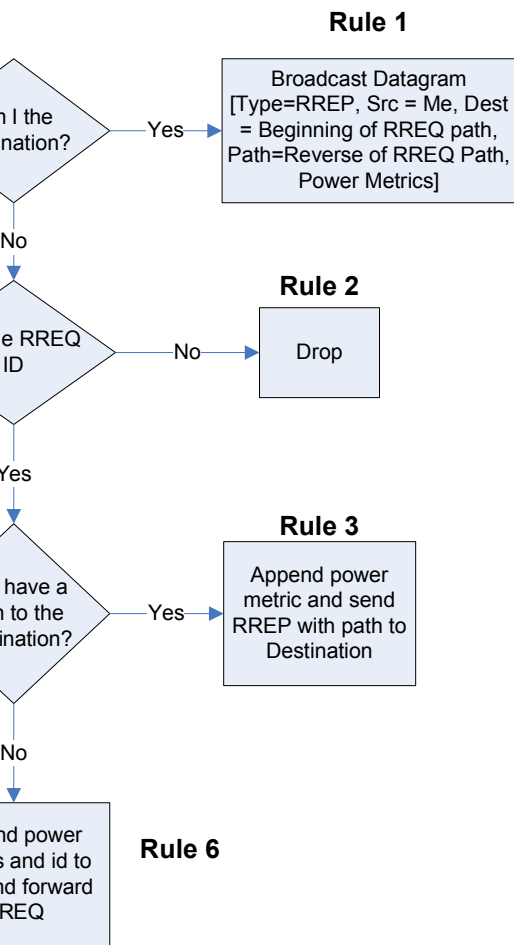 Rule 1
I the
nation?
Yes
Broadcast Datagram
[Type=RREP, Src = Me, Dest
= Beginning of RREQ path,
Path=Reverse of RREQ Path,
Power Metrics]
No
Rule 2
e RREQ
ID
No
Drop
Yes
Rule 3
have a
to the
ination?
Yes
Append power
metric and send
RREP with path to
Destination
No
Rule 6
power
and id to
forward
REQ